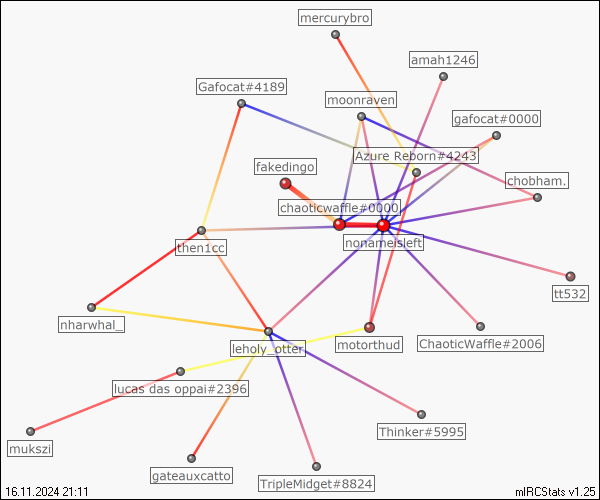 mercurybro
amah1246
Gafocat#4189
moonraven
gafocat#0000
Azure Reborn#4243
fakedingo
chobham.
chaoticwaffle#0000
then1cc
nonameisleft
tt532
nharwhal_
leholy_otter
motorthud
ChaoticWaffle#2006
lucas das oppai#2396
Thinker#5995
mukszi
gateauxcatto
TripleMidget#8824
16.11.2024 21:11
mIRCStats v1.25